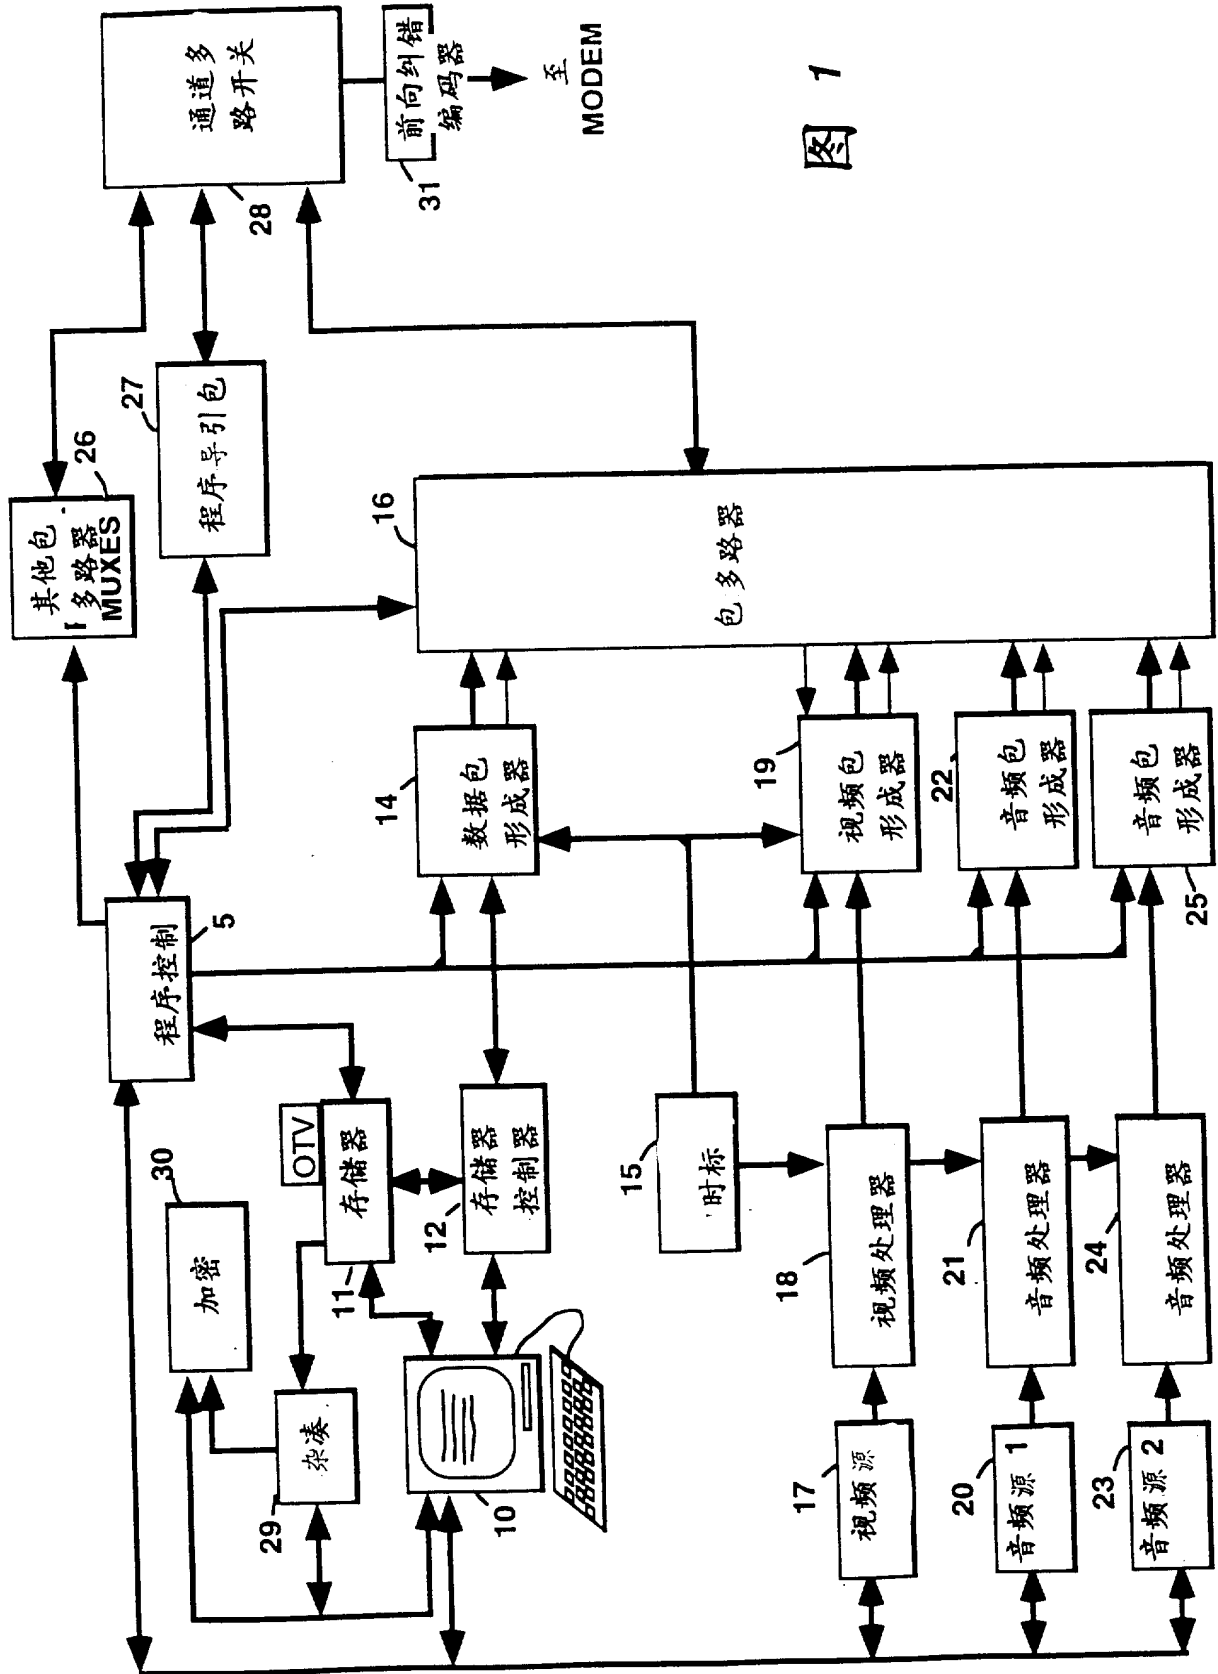 通道多
路开关
28
前向纠错
编码器
31
至
MODEM
其他包
多路器
MUXES
26
程序导引包
27
包多路器
16
程序控制
5
数据包
形成器
14
视频包
形成器
19
音频包
形成器
22
音频包
形成器
25
加密
30
OTV
存储器
11
存储器
控制器
12
时标
15
杂凑
29
10
视频处理器
18
音频处理器
21
音频处理器
24
视频源
17
音频源 1
20
音频源 2
23
图 1